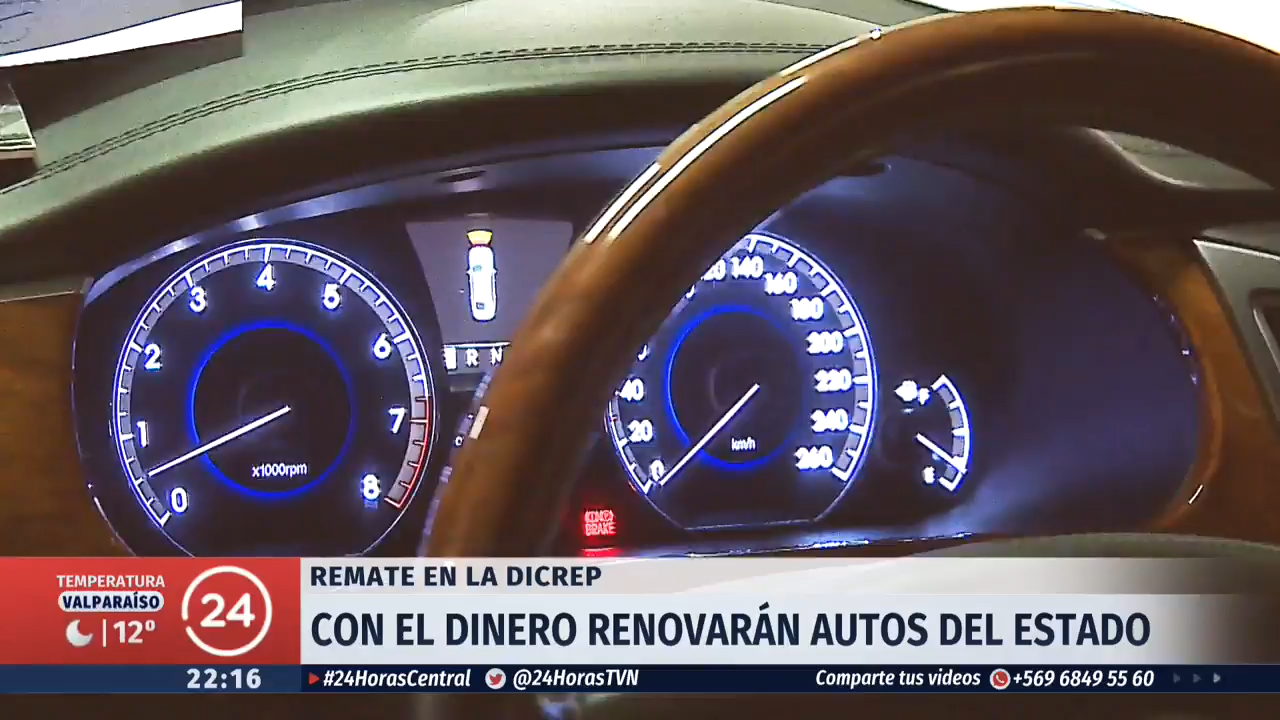 4
3
5
2
6
1
7
0
8
x1000rpm
R N
140
160
180
200
220
240
260
40
20
0
km/h
F
E
BRAKE
TEMPERATURA
VALPARAÍSO
12º
24
REMATE EN LA DICREP
CON EL DINERO RENOVARÁN AUTOS DEL ESTADO
22:16
#24HorasCentral
@24HorasTVN
Comparte tus videos
+569 6849 55 60